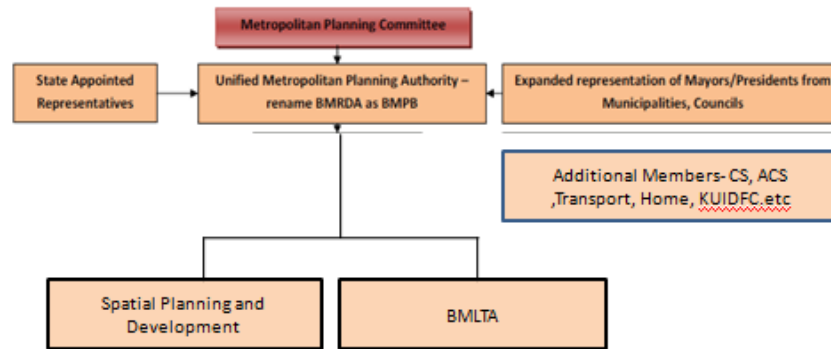 Metropolitan Planning Committee
State Appointed
Representatives
Unified Metropolitan Planning Authority –
rename BMRDA as BMPB
Expanded representation of Mayors/Presidents from
Municipalities, Councils
Additional Members- CS, ACS
,Transport, Home, KUIDFC.etc
Spatial Planning and
Development
BMLTA